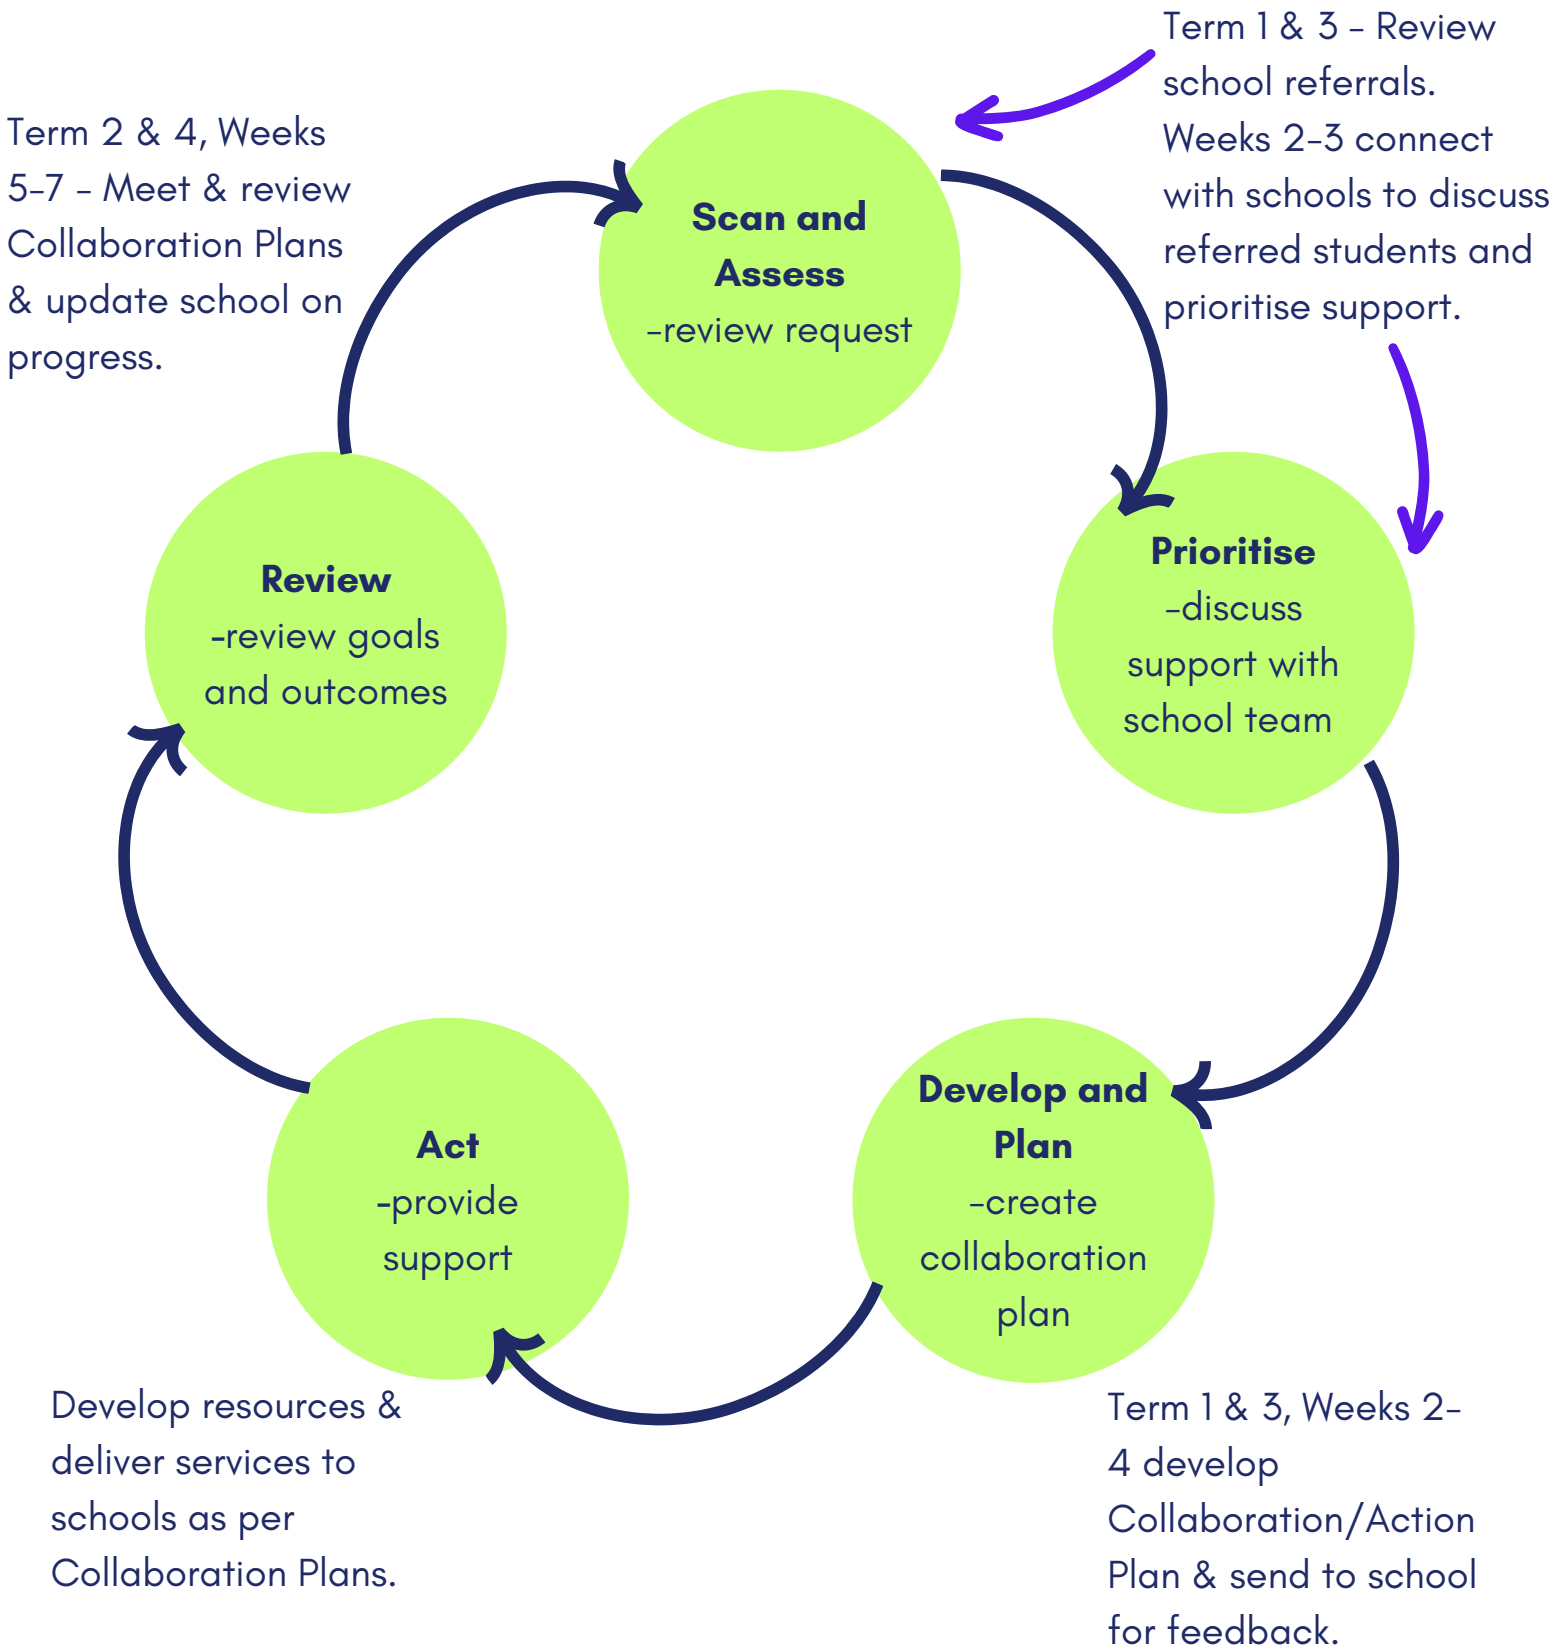 Term 1 & 3 - Review
school referrals.
Weeks 2-3 connect
with schools to discuss
referred students and
prioritise support.
Term 2 & 4, Weeks
5-7 - Meet & review
Collaboration Plans
& update school on
progress.
Scan and
Assess
-review request
Prioritise
-discuss
support with
school team
Review
-review goals
and outcomes
Develop and
Plan
-create
collaboration
plan
Act
-provide
support
Develop resources &
deliver services to
schools as per
Collaboration Plans.
Term 1 & 3, Weeks 2-
4 develop
Collaboration/Action
Plan & send to school
for feedback.